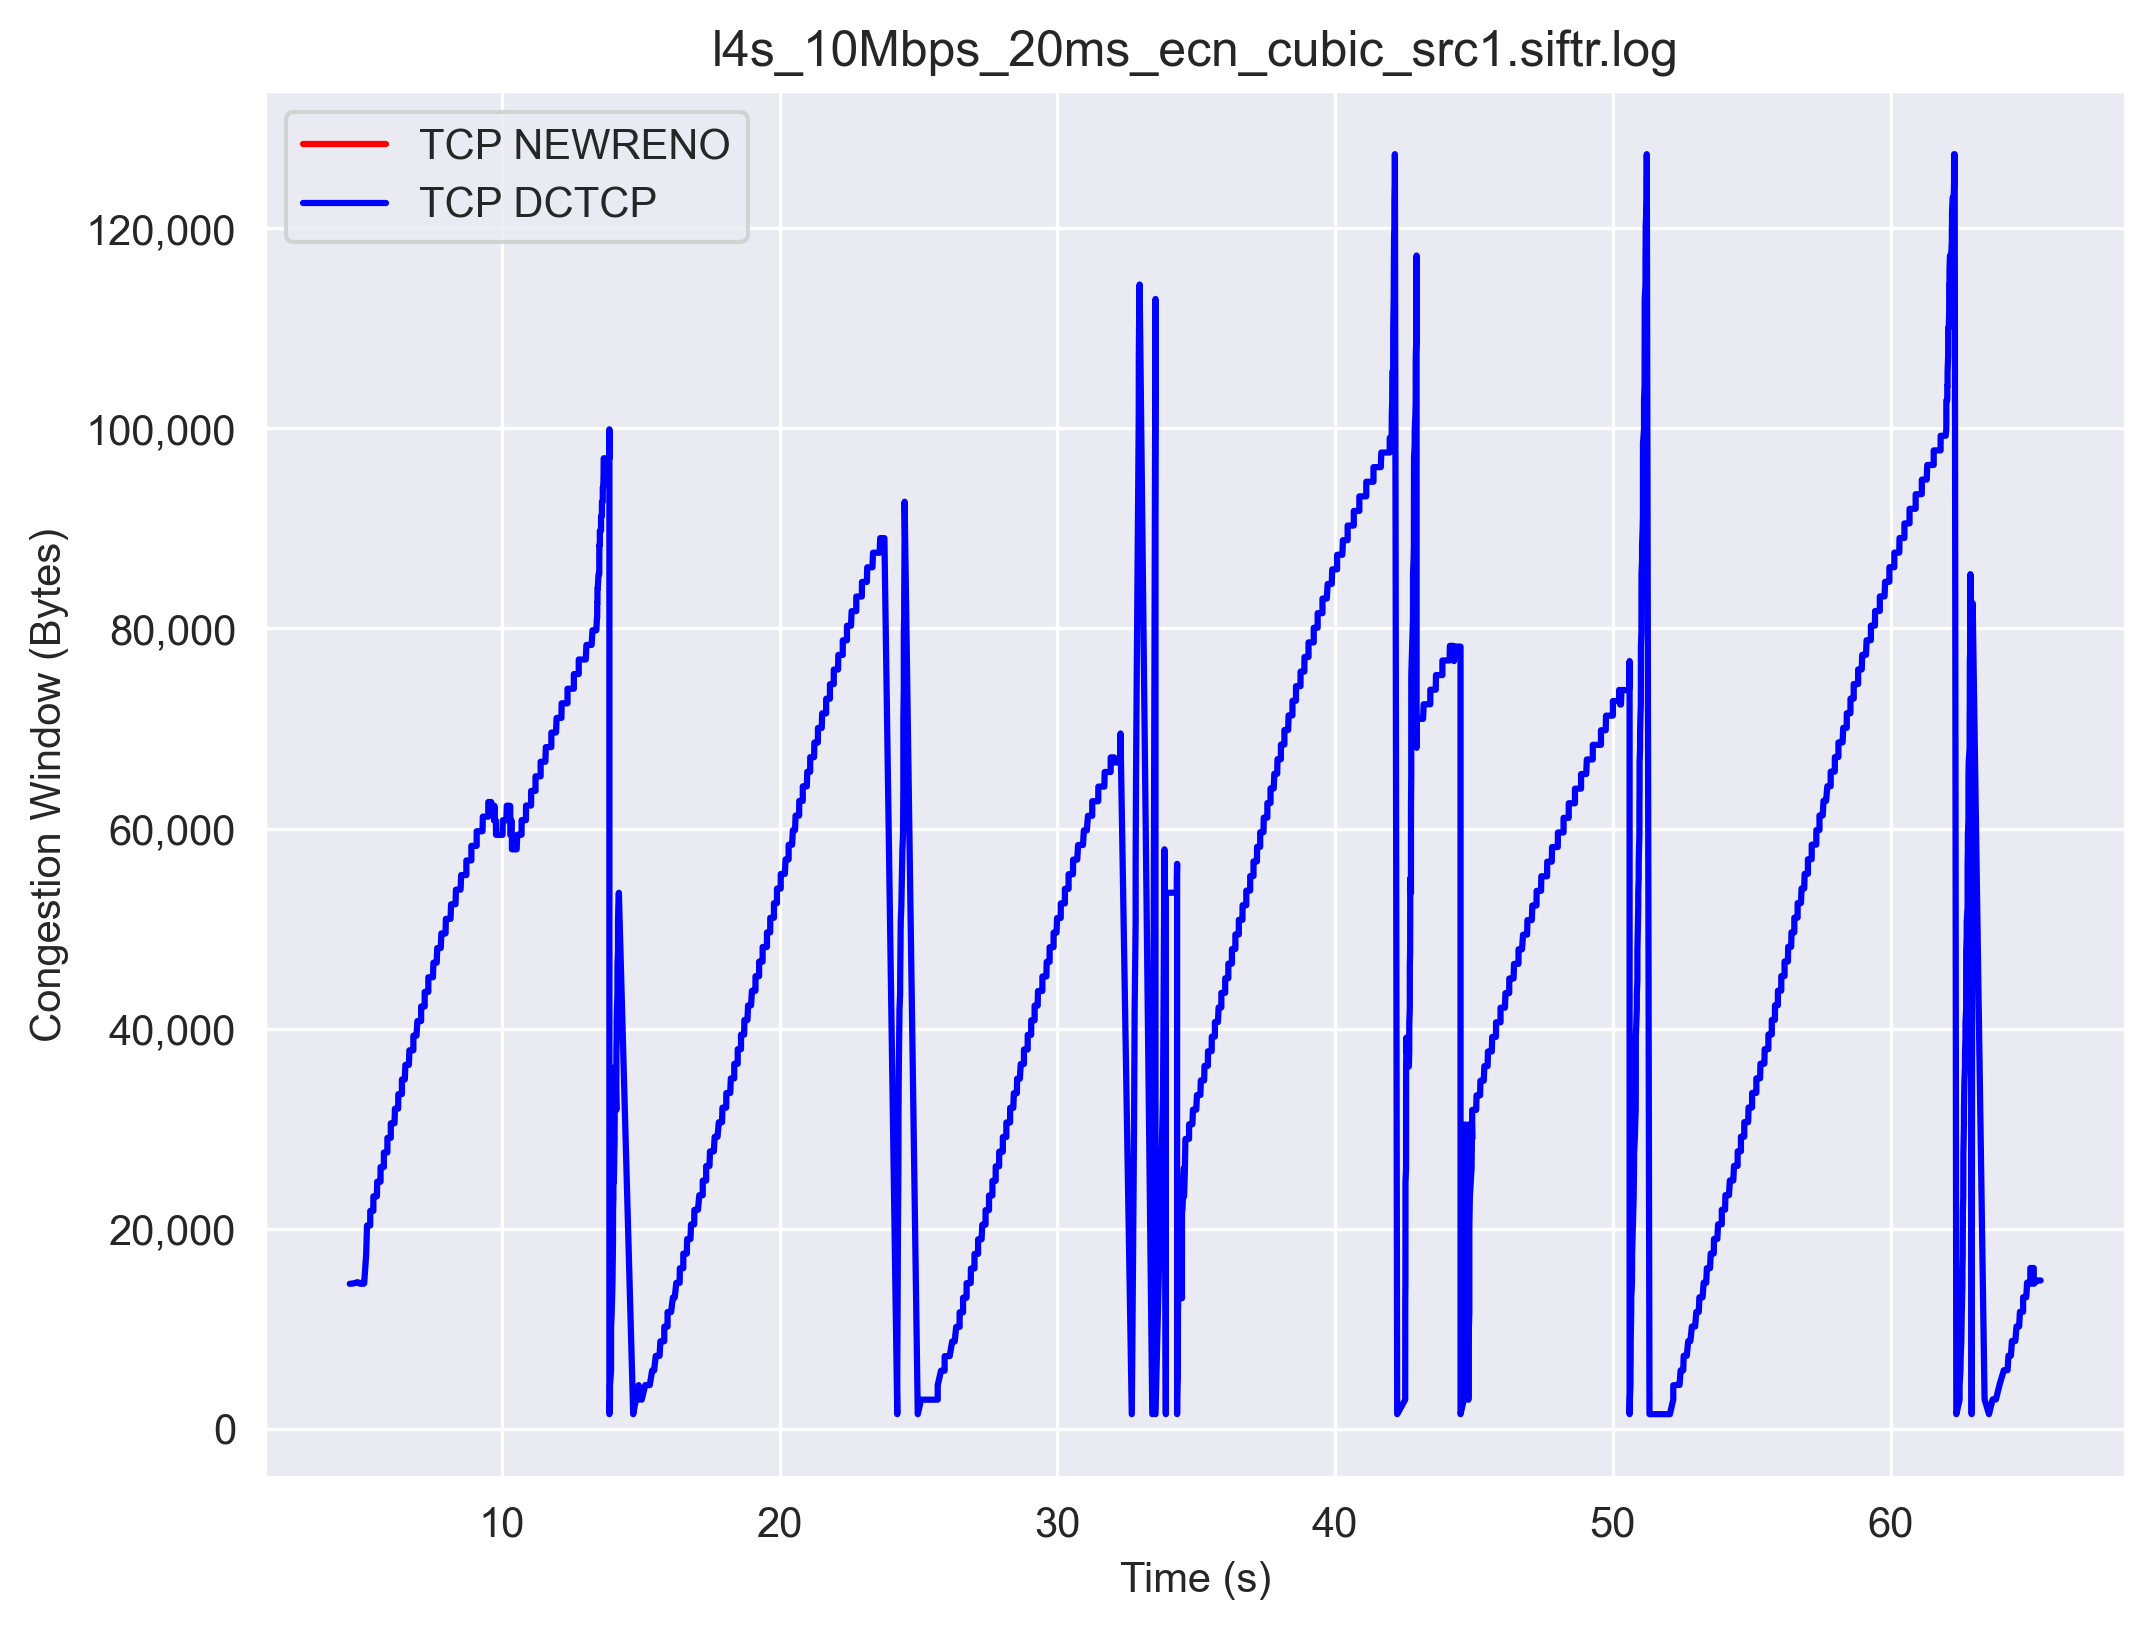 l4s_10Mbps_20ms_ecn_cubic_src1.siftr.log
TCP NEWRENO
TCP DCTCP
Congestion Window (Bytes)
120,000
100,000
80,000
60,000
40,000
20,000
0
10 20 30 40 50 60
Time (s)